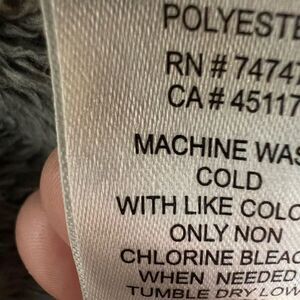 POLYESTE
RN # 74747
CA # 45117
MACHINE WAS
COLD
WITH LIKE COLO
ONLY NON
CHLORINE BLEAC
WHEN NEEDED
TUMBLE DRY LOW